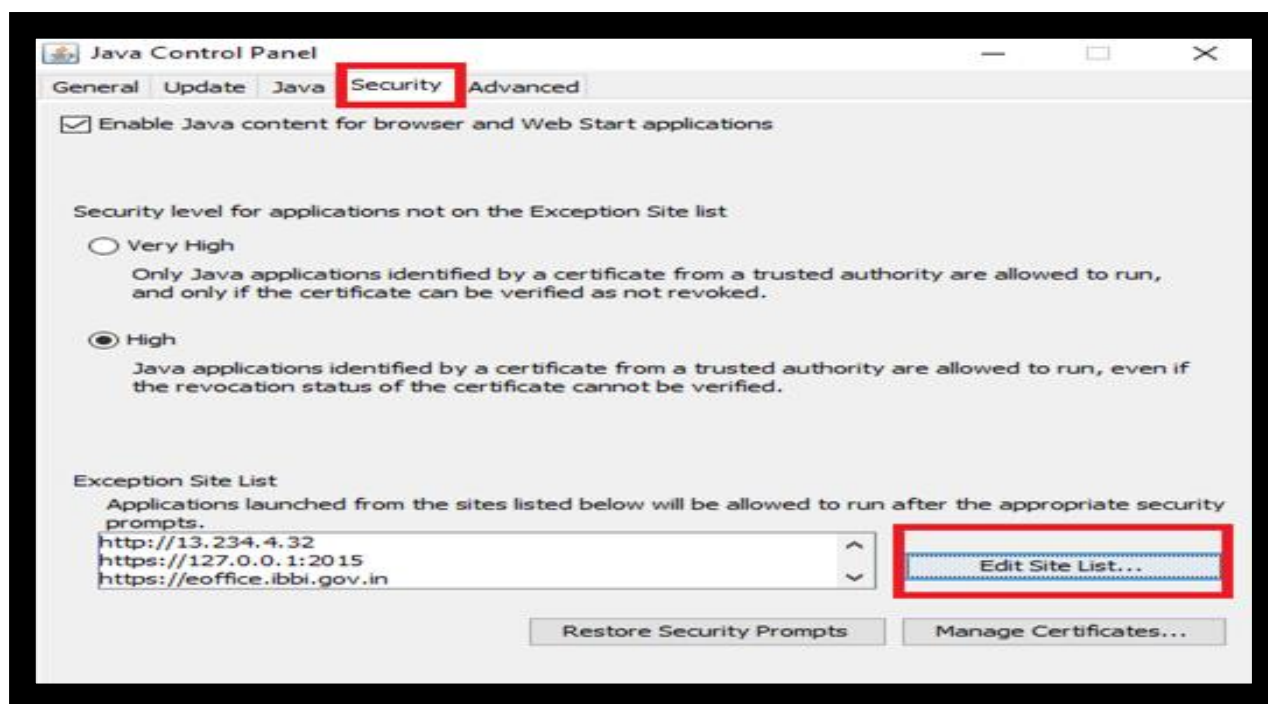 Java Control Panel
General Update Java Security Advanced
Enable Java content for browser and Web Start applications
Security level for applications not on the Exception Site list
Very High
Only Java applications identified by a certificate from a trusted authority are allowed to run,
and only if the certificate can be verified as not revoked.
High
Java applications identified by a certificate from a trusted authority are allowed to run, even if
the revocation status of the certificate cannot be verified.
Exception Site List
Applications launched from the sites listed below will be allowed to run after the appropriate security
prompts.
http://13.234.4.32
https://127.0.0.1:2015
https://eoffice.ibbi.gov.in
Edit Site List...
Restore Security Prompts
Manage Certificates...